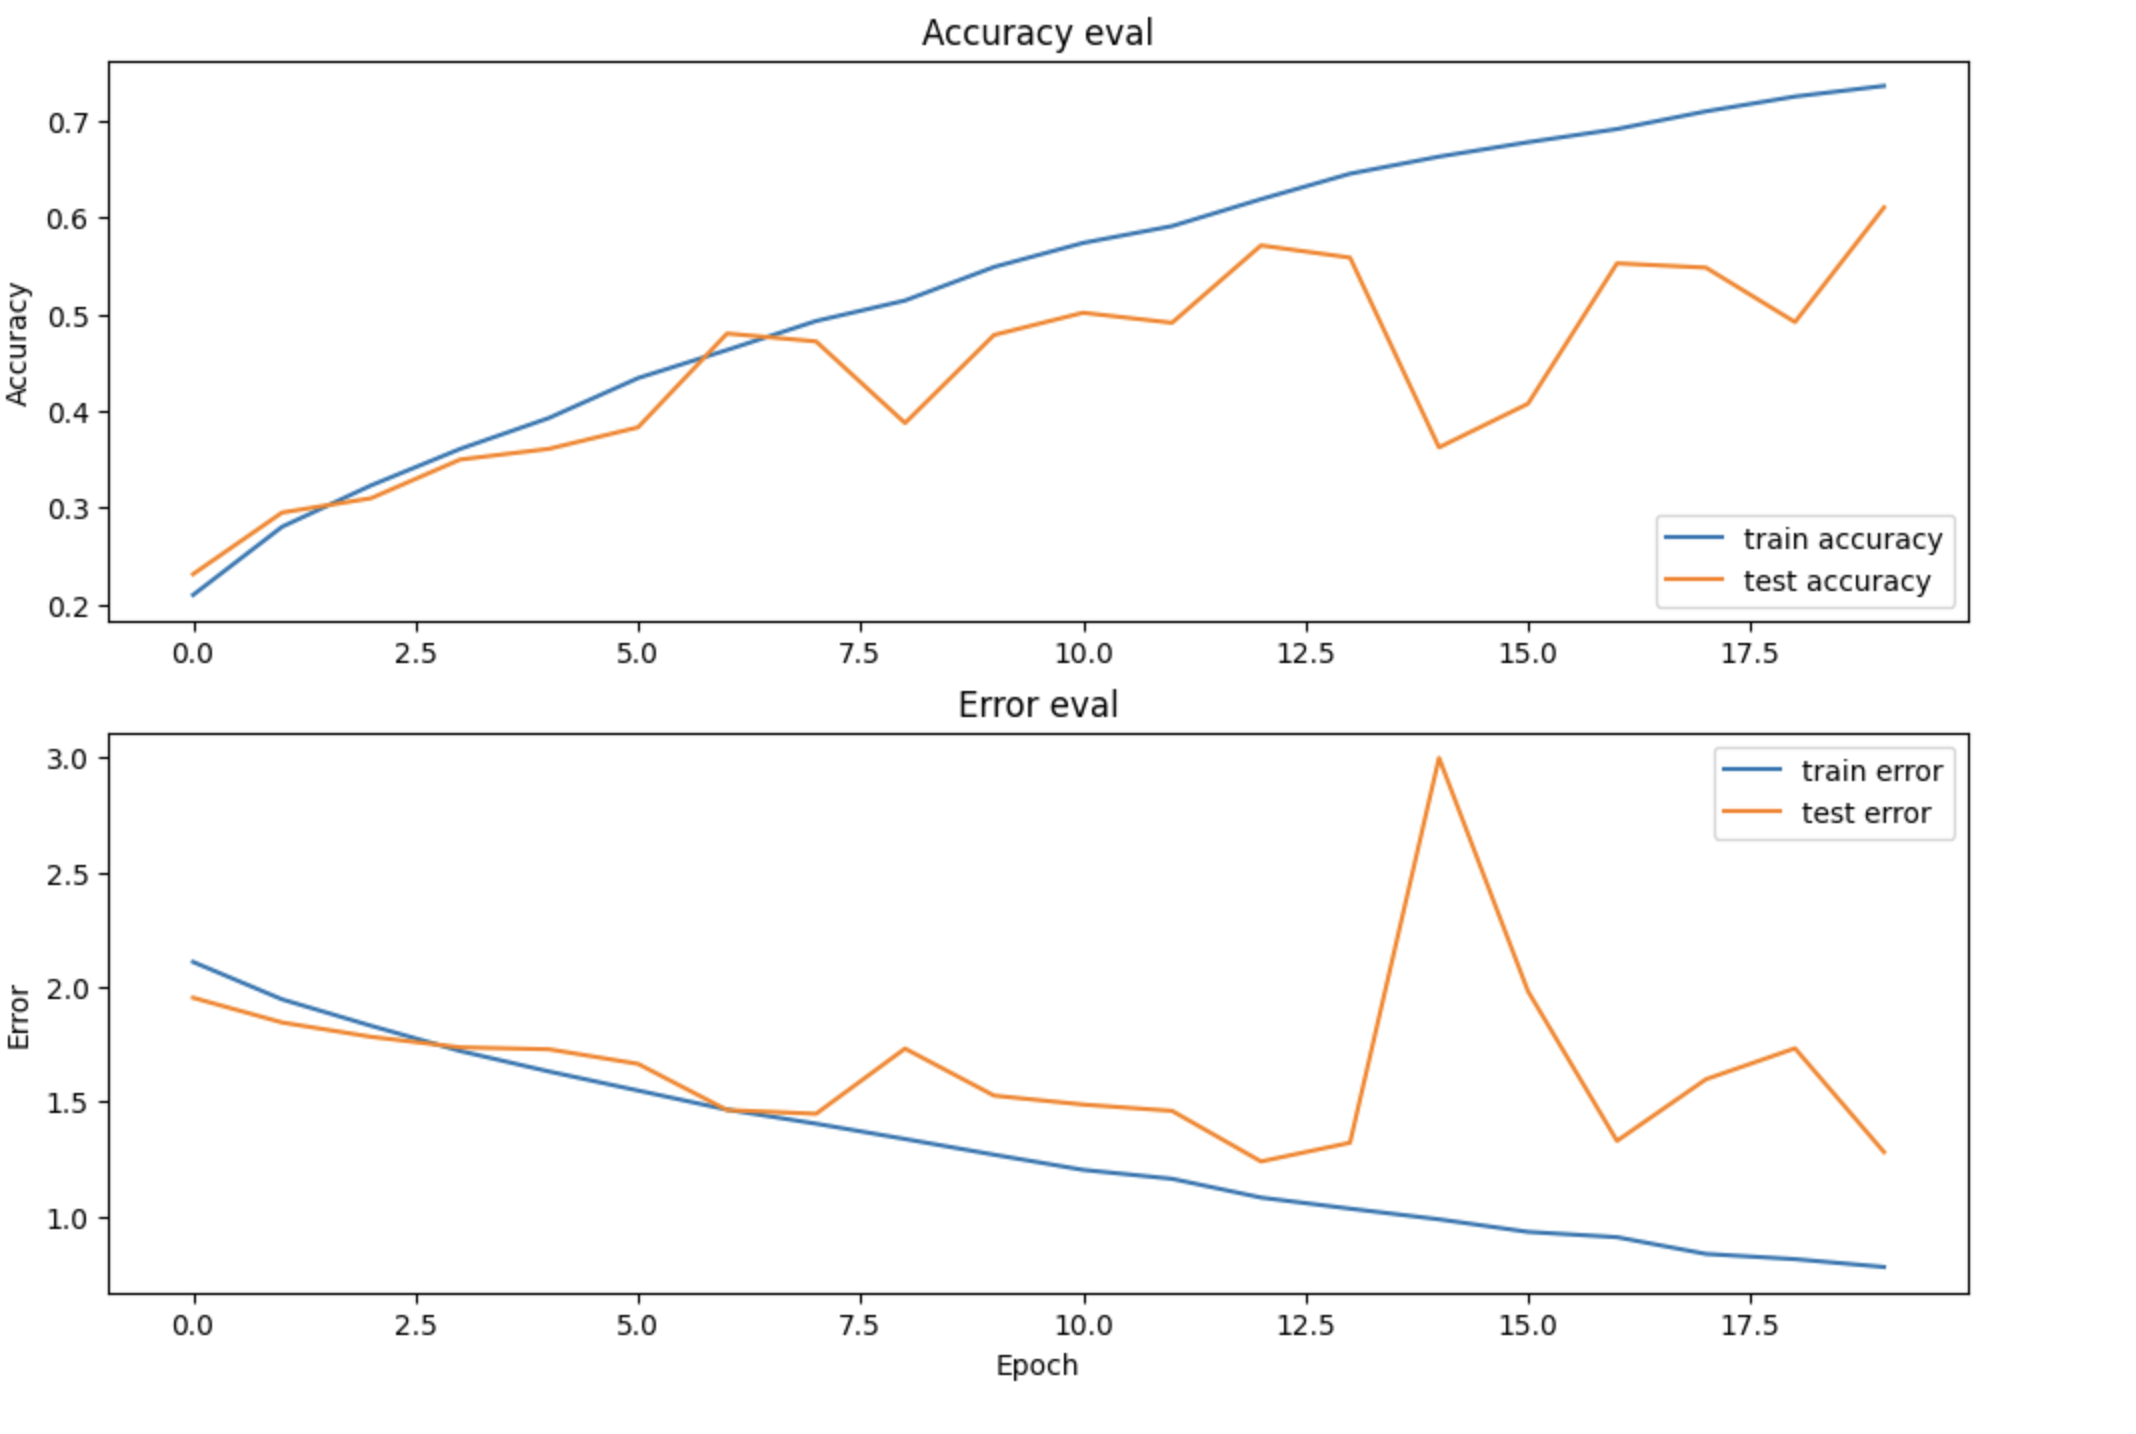 Accuracy eval
Accuracy
0.7
0.6
0.5
0.4
0.3
0.2
train accuracy
test accuracy
0.0 2.5 5.0 7.5 10.0 12.5 15.0 17.5
Error eval
Error
3.0
2.5
2.0
1.5
1.0
train error
test error
0.0 2.5 5.0 7.5 10.0 12.5 15.0 17.5
Epoch